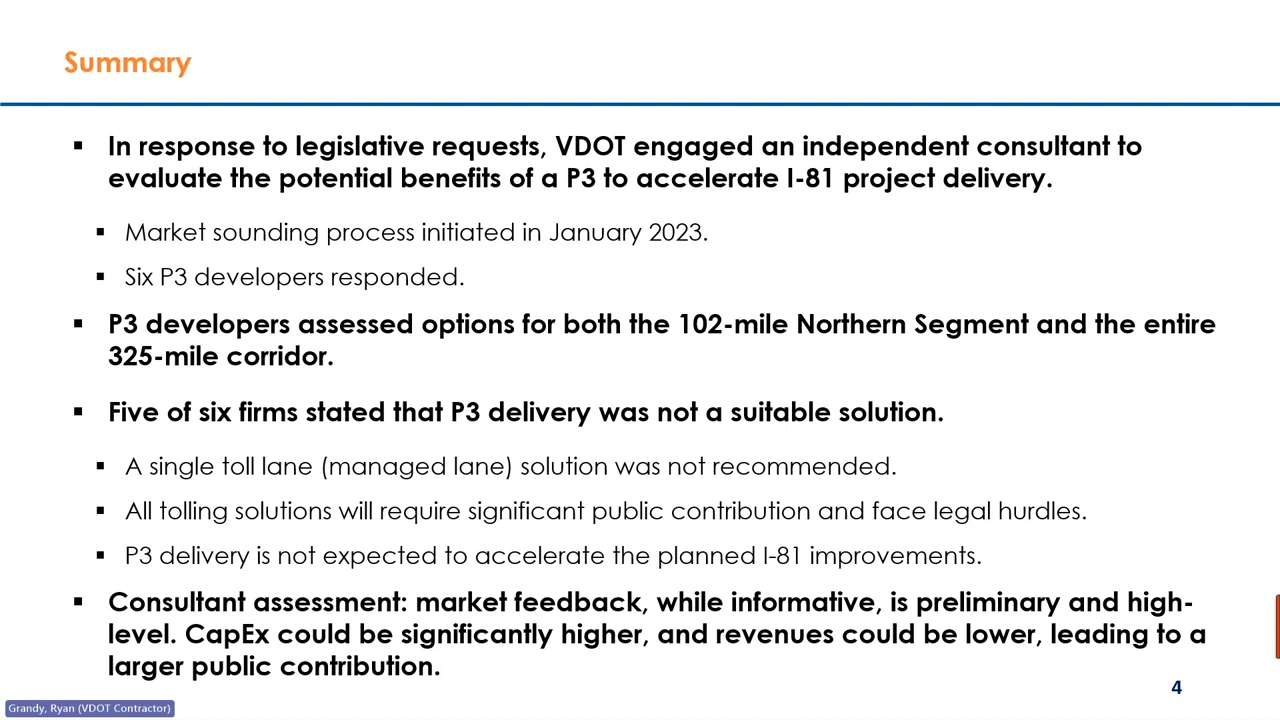 Summary
▪ In response to legislative requests, VDOT engaged an independent consultant to
evaluate the potential benefits of a P3 to accelerate I-81 project delivery.
▪ Market sounding process initiated in January 2023.
▪ Six P3 developers responded.
▪ P3 developers assessed options for both the 102-mile Northern Segment and the entire
325-mile corridor.
▪ Five of six firms stated that P3 delivery was not a suitable solution.
▪ A single toll lane (managed lane) solution was not recommended.
▪ All tolling solutions will require significant public contribution and face legal hurdles.
▪ P3 delivery is not expected to accelerate the planned I-81 improvements.
▪ Consultant assessment: market feedback, while informative, is preliminary and high-
level. CapEx could be significantly higher, and revenues could be lower, leading to a
larger public contribution.
4
Grandy, Ryan (VDOT Contractor)